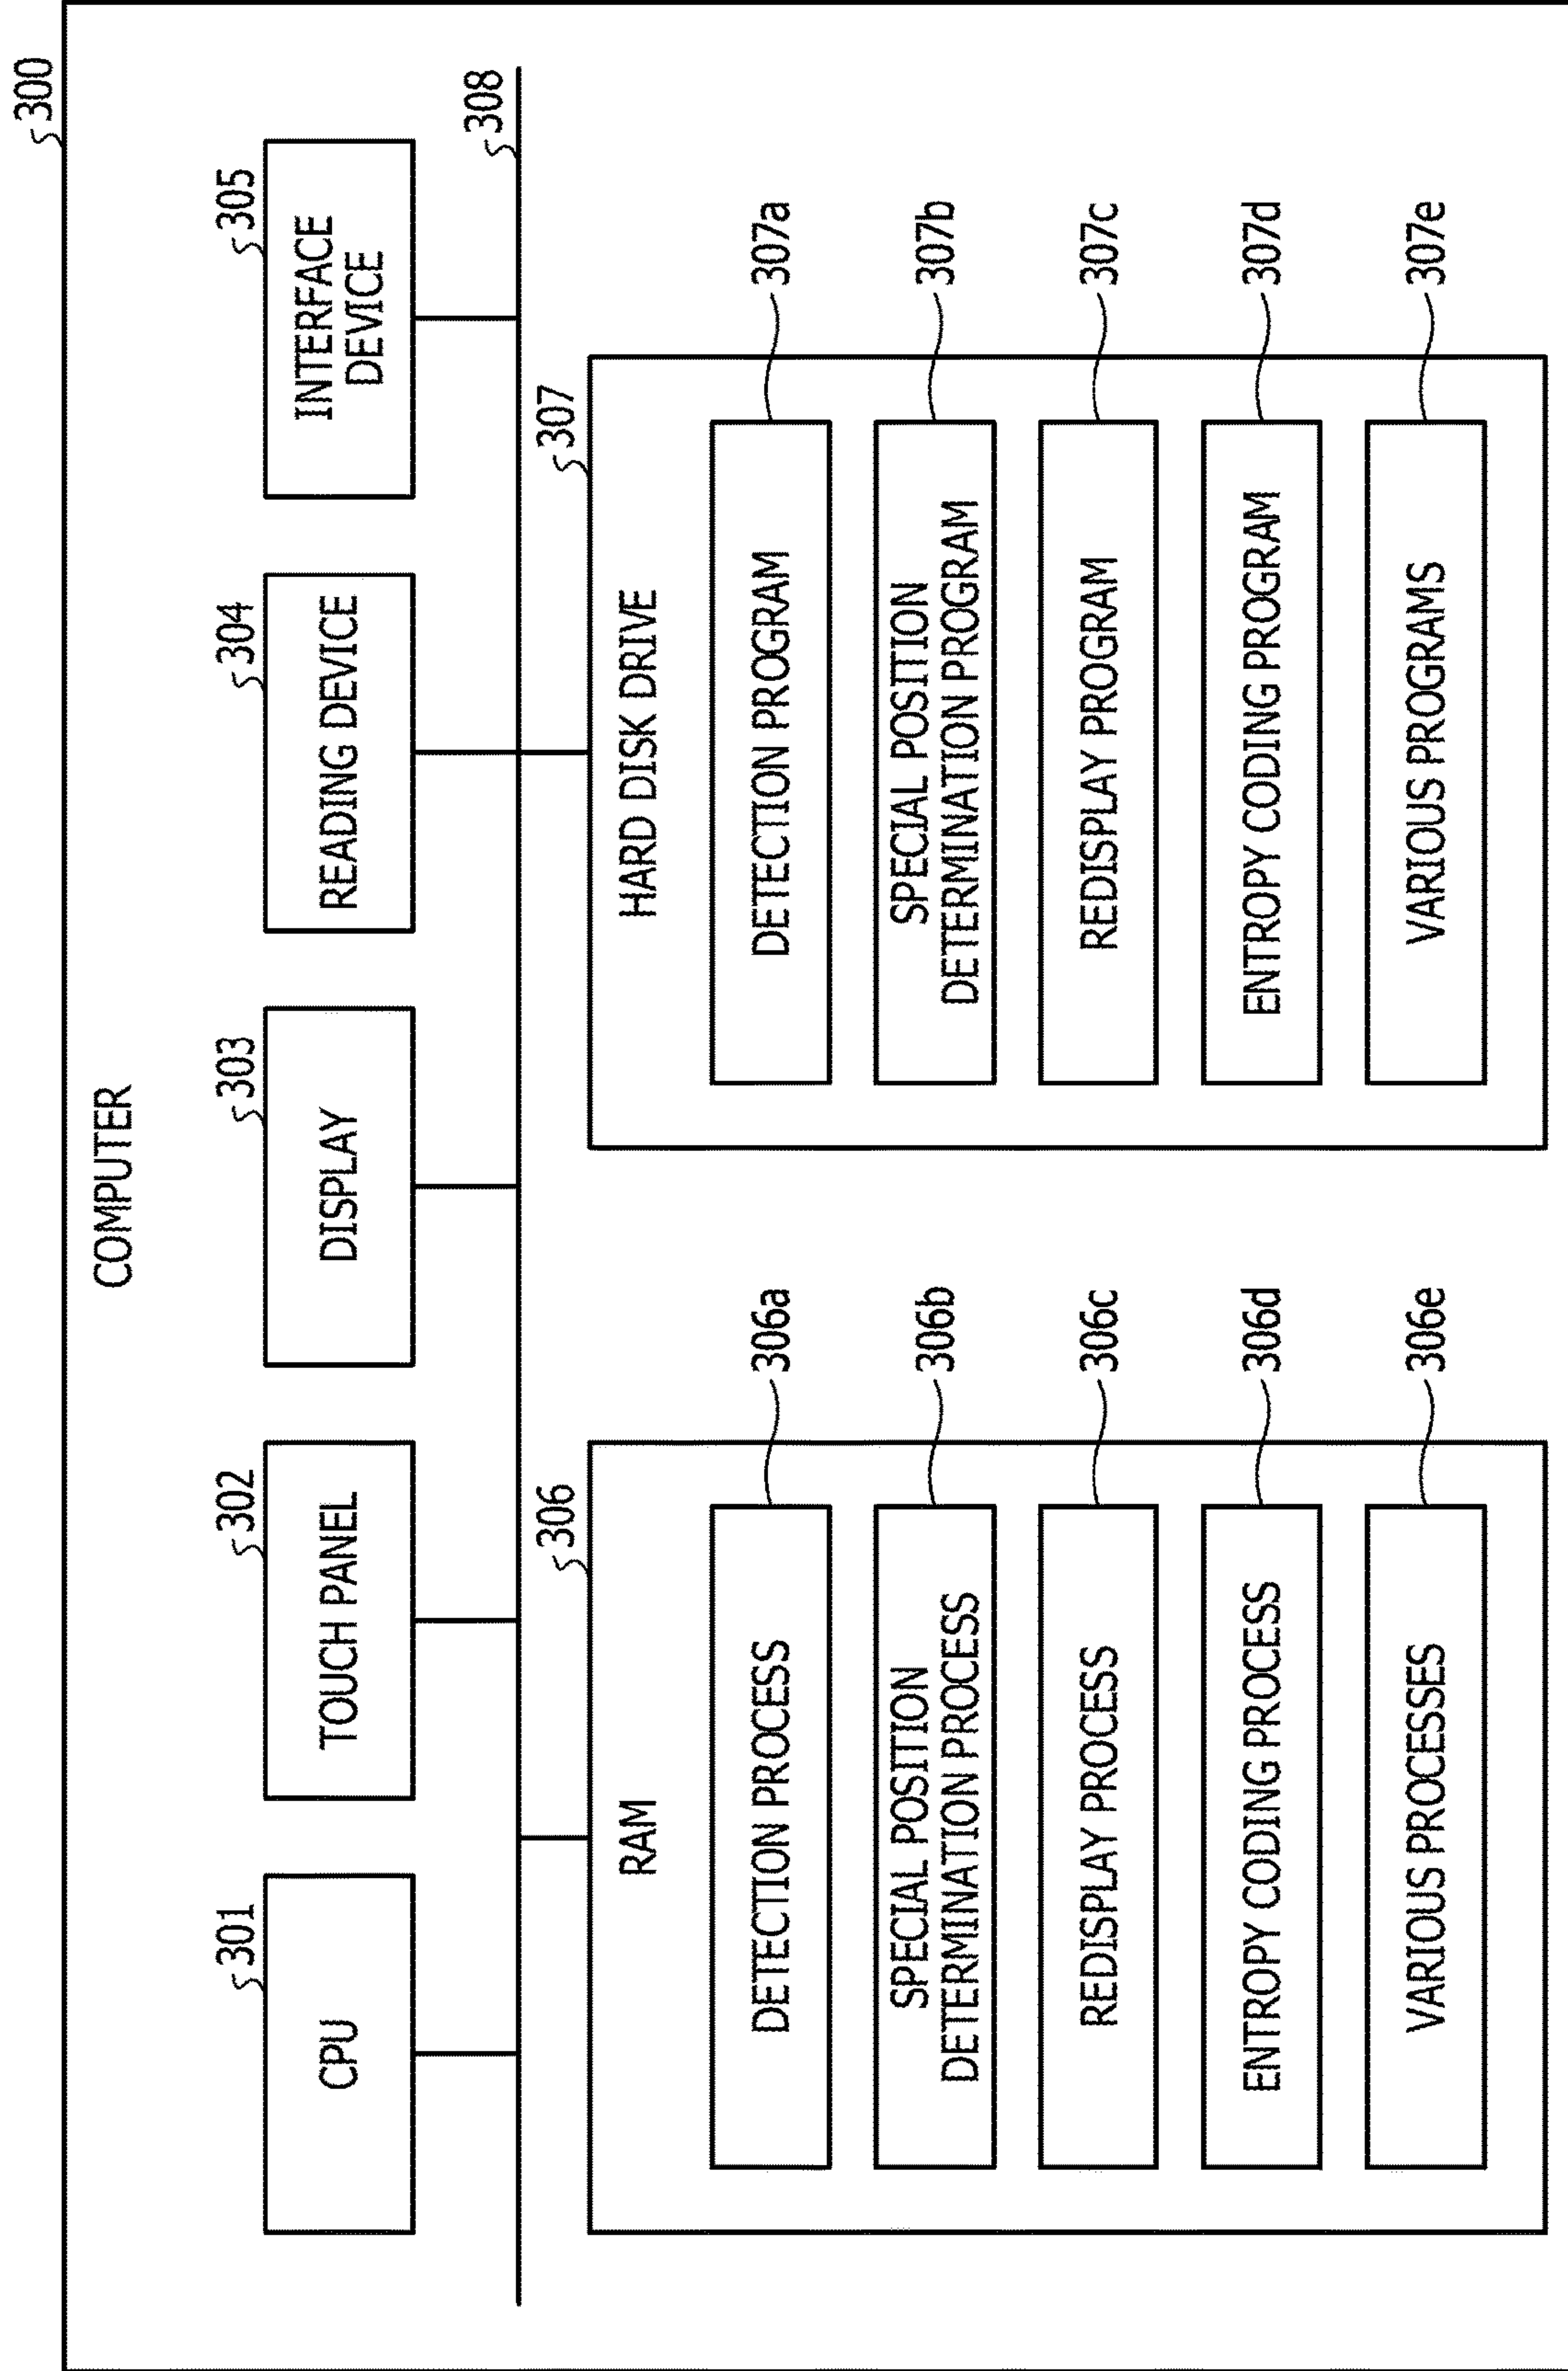 300
COMPUTER
301
302
303
304
305
CPU
TOUCH PANEL
DISPLAY
READING DEVICE
INTERFACE
DEVICE
308
306
307
RAM
HARD DISK DRIVE
DETECTION PROCESS
306a
DETECTION PROGRAM
307a
SPECIAL POSITION
DETERMINATION PROCESS
306b
SPECIAL POSITION
DETERMINATION PROGRAM
307b
REDISPLAY PROCESS
306c
REDISPLAY PROGRAM
307c
ENTROPY CODING PROCESS
306d
ENTROPY CODING PROGRAM
307d
VARIOUS PROCESSES
306e
VARIOUS PROGRAMS
307e